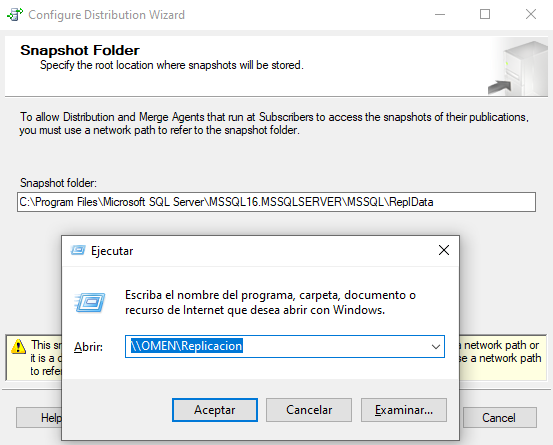 Configure Distribution Wizard
Snapshot Folder
Specify the root location where snapshots will be stored.
To allow Distribution and Merge Agents that run at Subscribers to access the snapshots of their publications,
you must use a network path to refer to the snapshot folder.
Snapshot folder:
C:\Program Files\Microsoft SQL Server\MSSQL16.MSSQLSERVER\MSSQL\ReplData
Ejecutar
Escriba el nombre del programa, carpeta, documento o
recurso de Internet que desea abrir con Windows.
Abrir:
\\OMEN\Replicacion
Aceptar
Cancelar
Examinar...
This a network path or
it is a se a network path
to refe
Help
Cancel